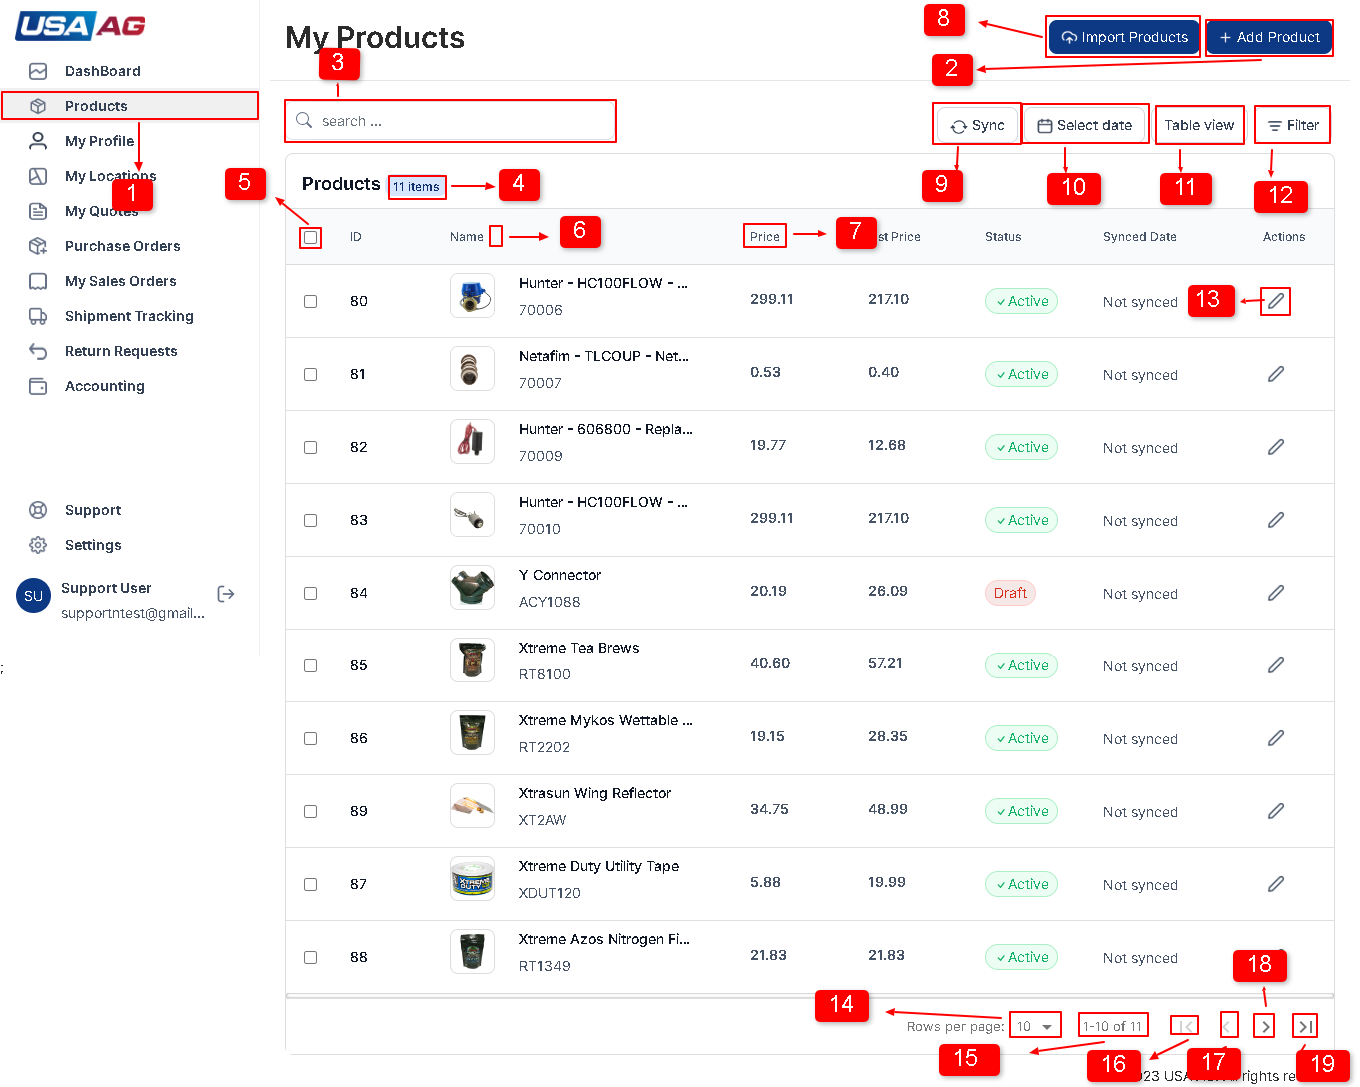 USA AG
DashBoard
Products
My Profile
My Locations
My Quotes
Purchase Orders
My Sales Orders
Shipment Tracking
Return Requests
Accounting
Support
Settings
SU
Support User
supportntest@gmail...
;
1
My Products
3
8
Import Products
+ Add Product
2
search ...
Sync
Select date
Table view
Filter
9
10
11
12
5
Products 11 items
4
ID
Name
6
Price
7
st Price
Status
Synced Date
Actions
80
Hunter - HC100FLOW - ...
70006
299.11
217.10
Active
Not synced
13
81
Netafim - TLCOUP - Net...
70007
0.53
0.40
Active
Not synced
82
Hunter - 606800 - Repla...
70009
19.77
12.68
Active
Not synced
83
Hunter - HC100FLOW - ...
70010
299.11
217.10
Active
Not synced
84
Y Connector
ACY1088
20.19
26.09
Draft
Not synced
85
Xtreme Tea Brews
RT8100
40.60
57.21
Active
Not synced
86
Xtreme Mykos Wettable ...
RT2202
19.15
28.35
Active
Not synced
89
Xtrasun Wing Reflector
XT2AW
34.75
48.99
Active
Not synced
87
XTREME
DUTY
Xtreme Duty Utility Tape
XDUT120
5.88
19.99
Active
Not synced
88
Xtreme Azos Nitrogen Fi...
RT1349
21.83
21.83
Active
Not synced
18
14
Rows per page: 10
1-10 of 11
15
16
17
19